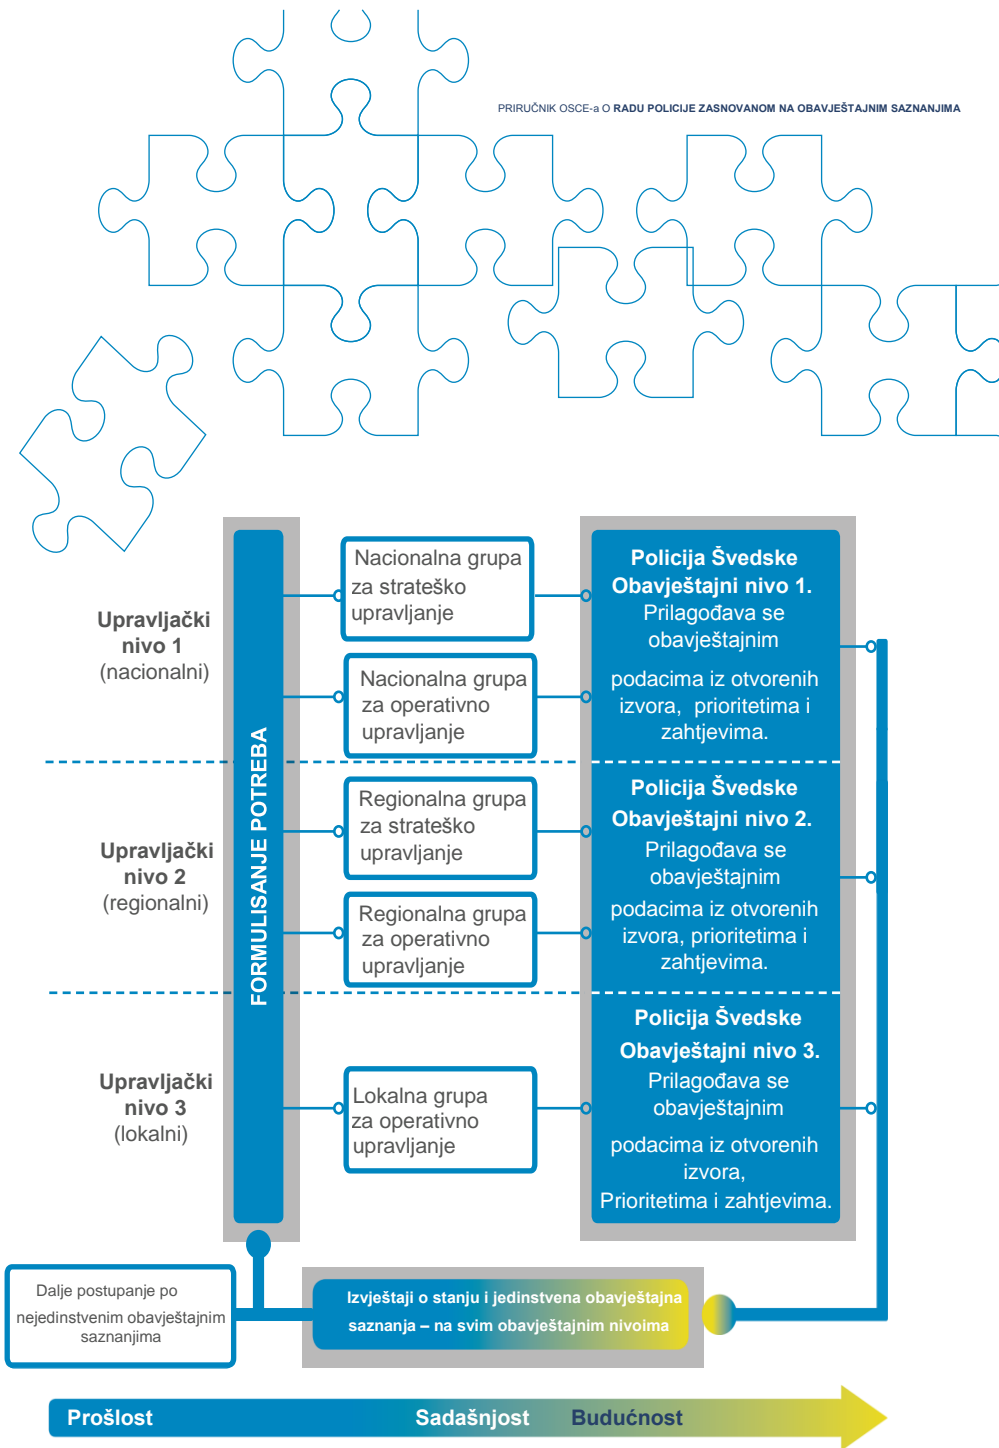 PRIRUČNIK OSCE-a O RADU POLICIJE ZASNOVANOM NA OBAVJEŠTAJNIM SAZNANJIMA
Upravljački
nivo 1
(nacionalni)
Upravljački
nivo 2
(regionalni)
Upravljački
nivo 3
(lokalni)
FORMULISANJE POTREBA
Nacionalna grupa
za strateško
upravljanje
Nacionalna grupa
za operativno
upravljanje
Regionalna grupa
za strateško
upravljanje
Regionalna grupa
za operativno
upravljanje
Lokalna grupa
za operativno
upravljanje
Policija Švedske
Obavještajni nivo 1.
Prilagođava se
obavještajnim
podacima iz otvorenih
izvora, prioritetima i
zahtjevima.
Policija Švedske
Obavještajni nivo 2.
Prilagođava se
obavještajnim
podacima iz otvorenih
izvora, prioritetima i
zahtjevima.
Policija Švedske
Obavještajni nivo 3.
Prilagođava se
obavještajnim
podacima iz otvorenih
izvora,
Prioritetima i zahtjevima.
Dalje postupanje po
nejedinstvenim obavještajnim
saznanjima
Izvještaji o stanju i jedinstvena obavještajna
saznanja – na svim obavještajnim nivoima
Prošlost Sadašnjost Budućnost